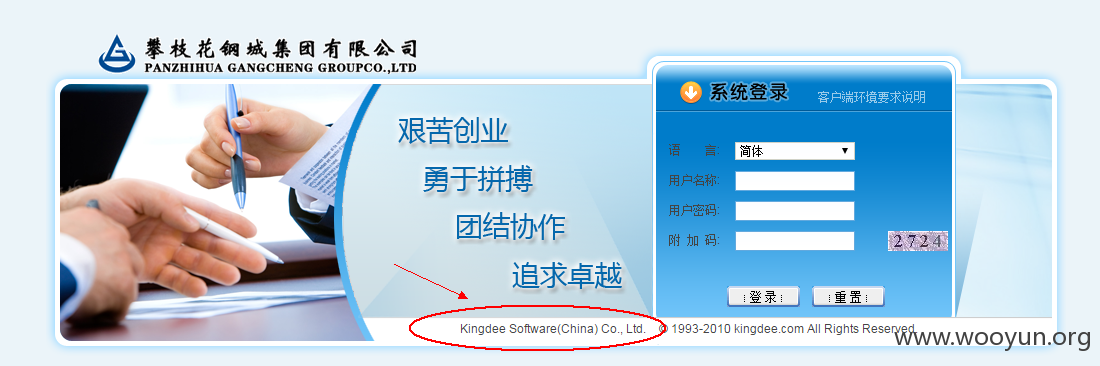 攀枝花钢城集团有限公司
PANZHIHUA GANGCHENG GROUPCO.,LTD
艰苦创业
勇于拼搏
团结协作
追求卓越
系统登录 客户端环境要求说明
语 言 简体
用户名称:
用户密码:
附 加 码: 2724
登录 重置
Kingdee Software(China) Co., Ltd. © 1993-2010 kingdee.com All Rights Reserved
www.wooyun.org